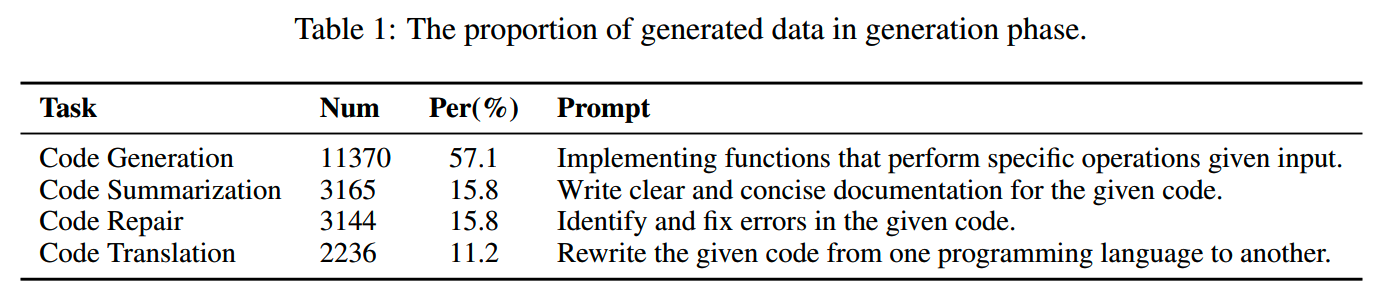 Table 1: The proportion of generated data in generation phase.
Task Num Per(%) Prompt
Code Generation 11370 57.1 Implementing functions that perform specific operations given input.
Code Summarization 3165 15.8 Write clear and concise documentation for the given code.
Code Repair 3144 15.8 Identify and fix errors in the given code.
Code Translation 2236 11.2 Rewrite the given code from one programming language to another.